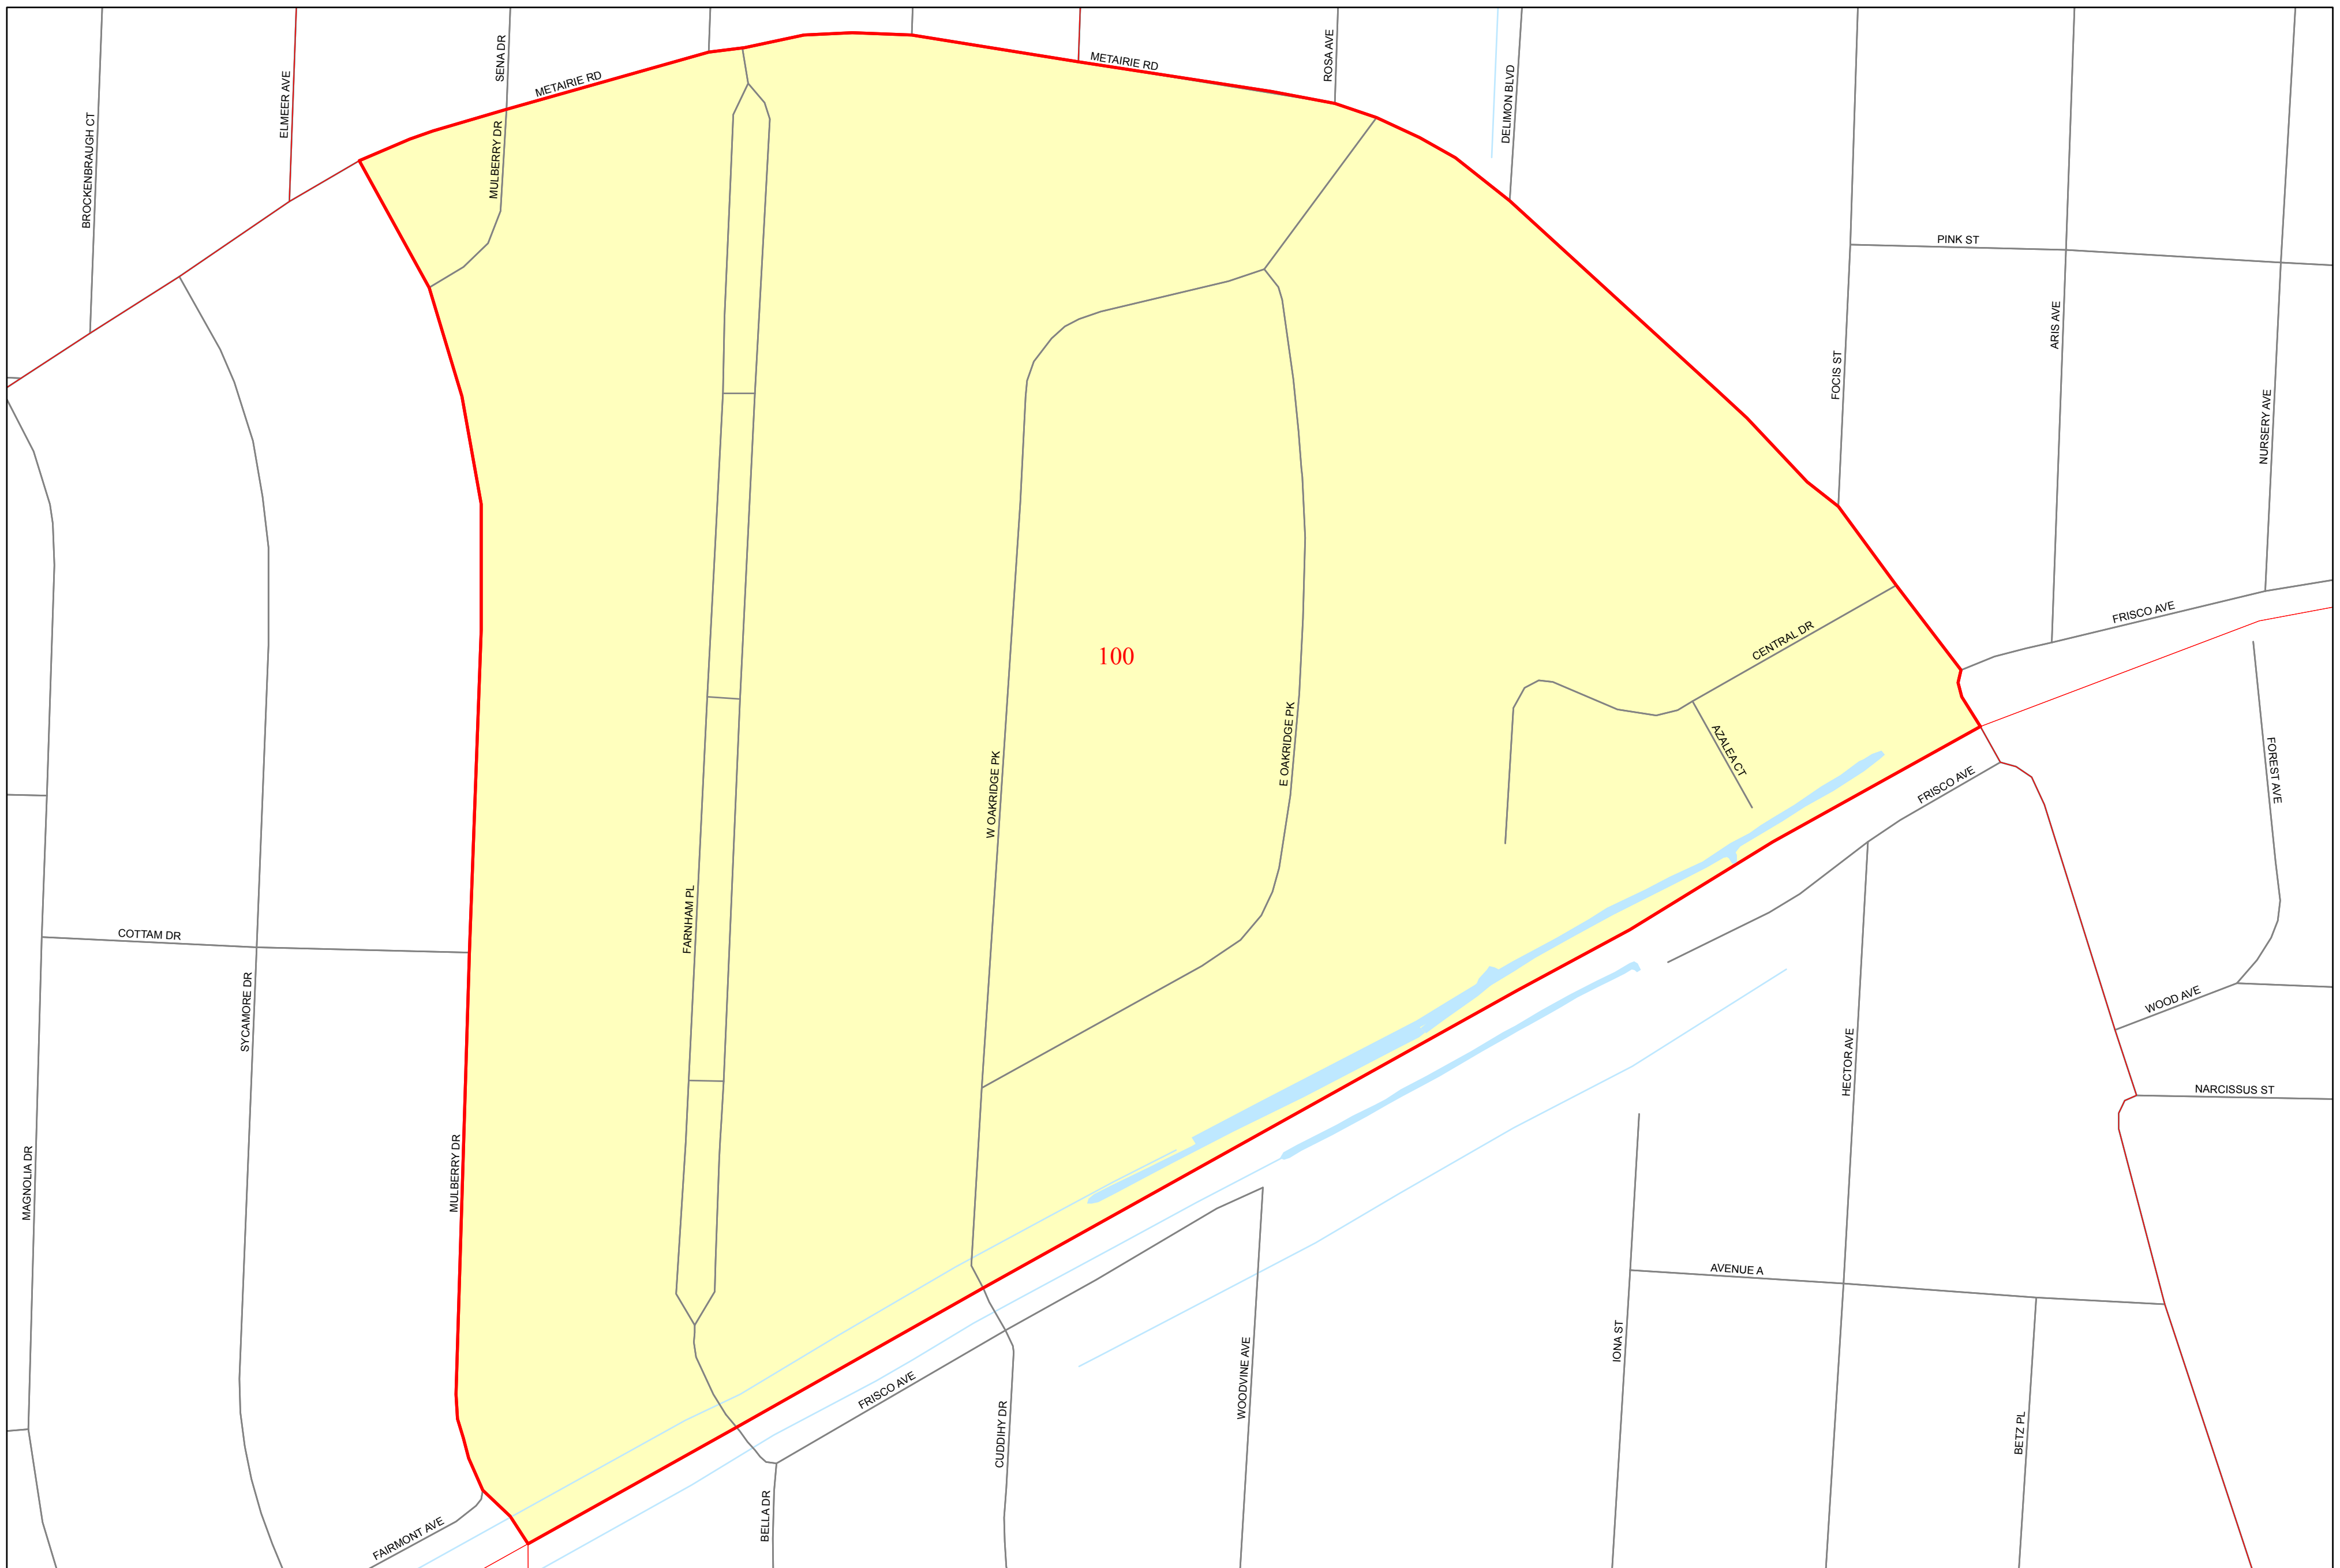 SENA DR
ROSA AVE
METAIRIE RD
METAIRIE RD
ELMEER AVE
DELIMON BLVD
BROCKENBRAUGH CT
MULBERRY DR
PINK ST
ARIS AVE
FOCIS ST
NURSERY AVE
FRISCO AVE
CENTRAL DR
100
AZALEA CT
E OAKRIDGE PK
W OAKRIDGE PK
FOREST AVE
FRISCO AVE
FARNHAM PL
COTTAM DR
SYCAMORE DR
WOOD AVE
HECTOR AVE
NARCISSUS ST
MULBERRY DR
MAGNOLIA DR
AVENUE A
IONA ST
WOODVINE AVE
FRISCO AVE
CUDDIHY DR
BETZ PL
BELLA DR
FAIRMONT AVE